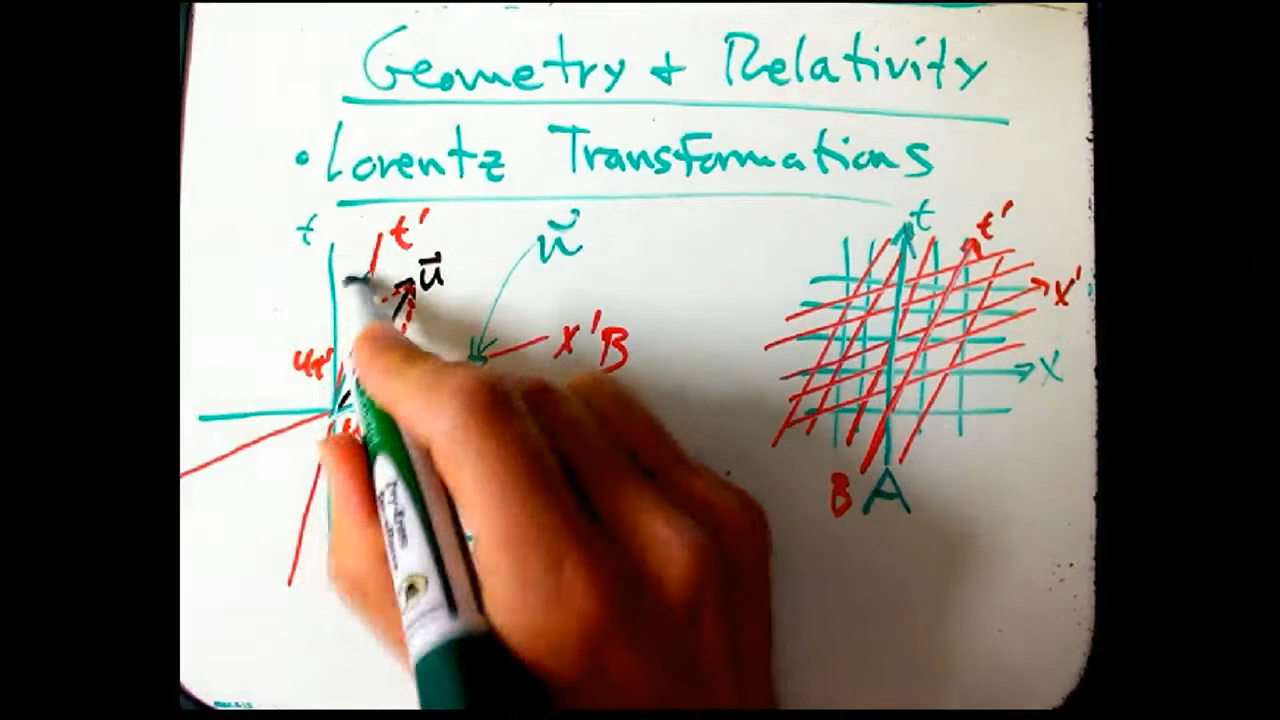 Geometry + Relativity
• Lorentz Transformations
t t' u⃗ ũ
x' B
t t'
x'
x
B A